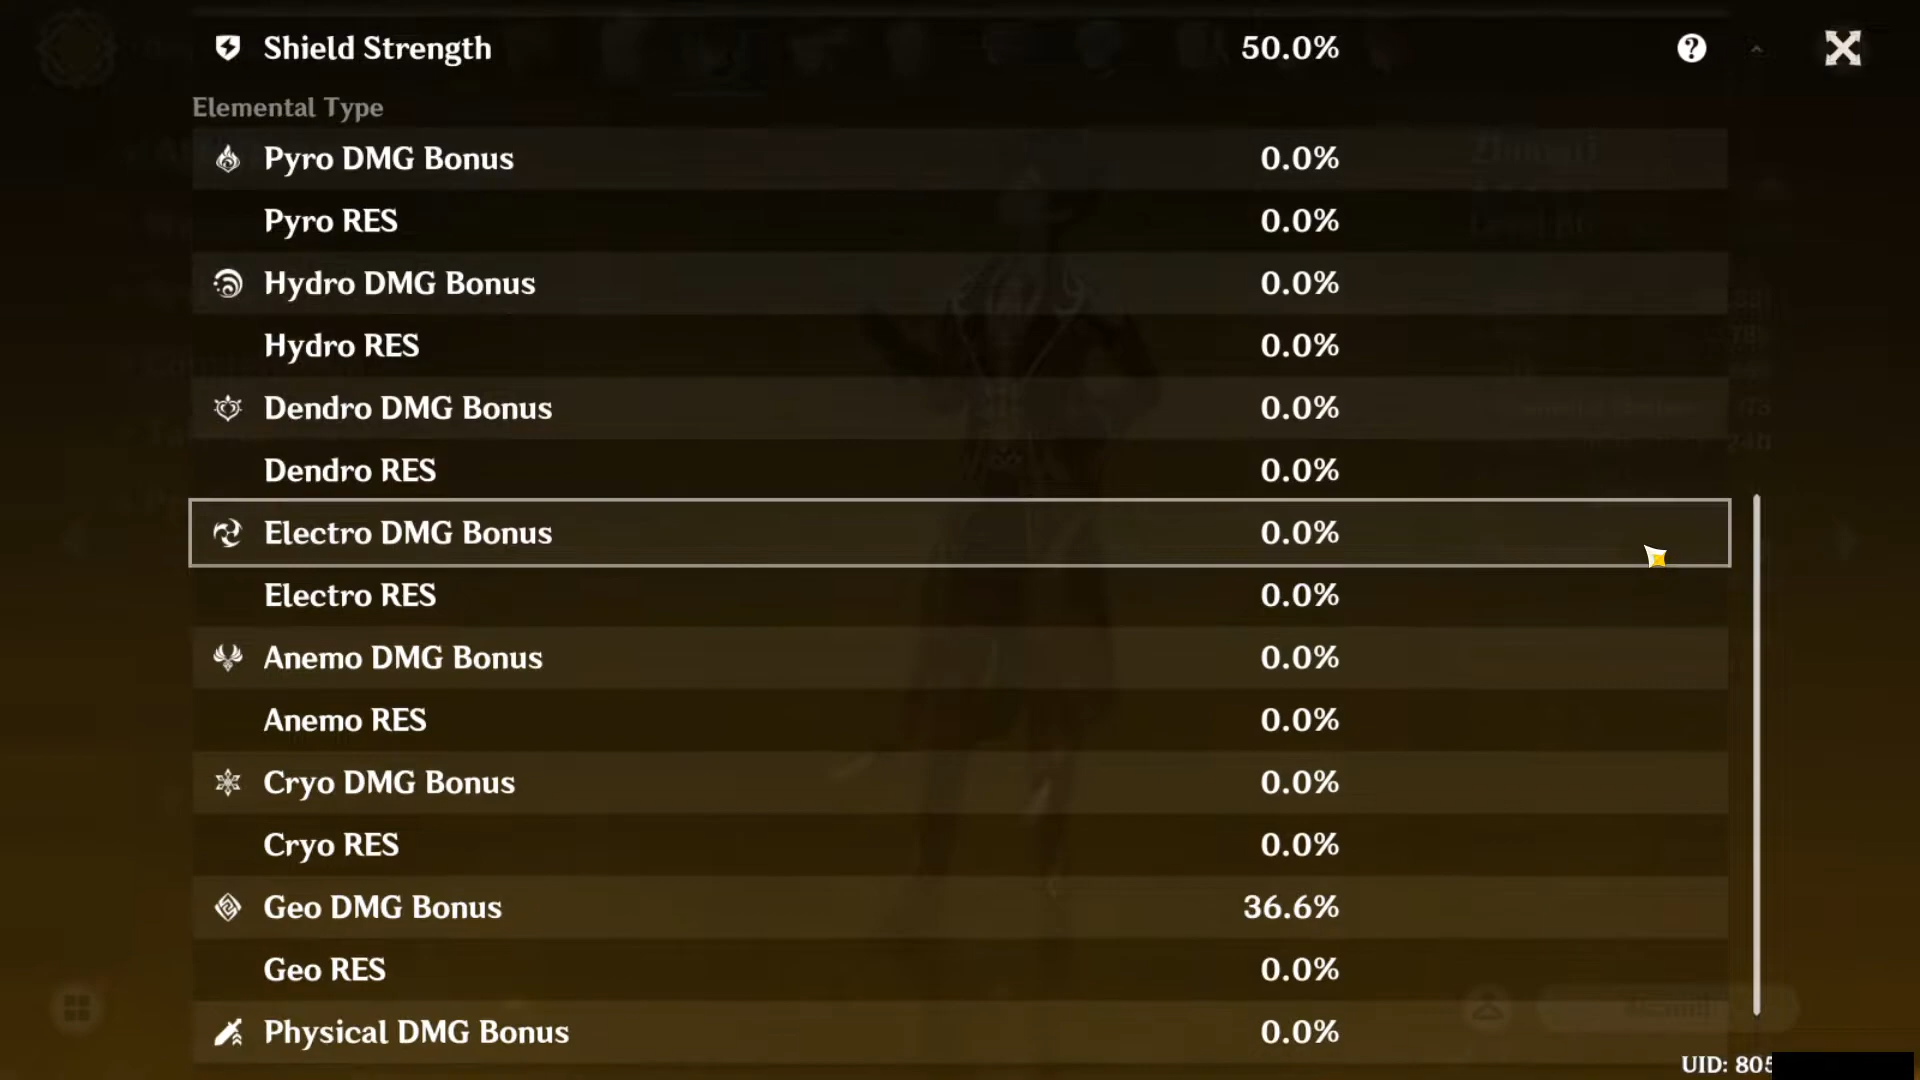 Shield Strength 50.0% ?
Elemental Type
Pyro DMG Bonus 0.0%
Pyro RES 0.0%
Hydro DMG Bonus 0.0%
Hydro RES 0.0%
Dendro DMG Bonus 0.0%
Dendro RES 0.0%
Electro DMG Bonus 0.0%
Electro RES 0.0%
Anemo DMG Bonus 0.0%
Anemo RES 0.0%
Cryo DMG Bonus 0.0%
Cryo RES 0.0%
Geo DMG Bonus 36.6%
Geo RES 0.0%
Physical DMG Bonus 0.0%
UID: 805